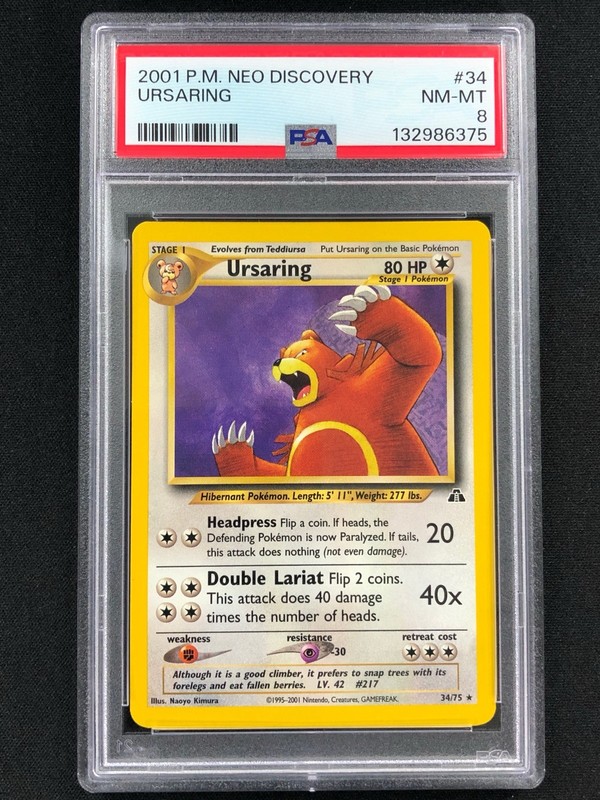 2001 P.M. NEO DISCOVERY #34
URSARING NM-MT
8
PSA 132986375
STAGE 1 Evolves from Teddiursa Put Ursaring on the Basic Pokémon
Ursaring 80 HP
Stage 1 Pokémon
Hibernant Pokémon. Length: 5' 11", Weight: 277 lbs.
Headpress Flip a coin. If heads, the
Defending Pokémon is now Paralyzed. If tails, 20
this attack does nothing (not even damage).
Double Lariat Flip 2 coins.
This attack does 40 damage 40x
times the number of heads.
weakness resistance retreat cost
-30
Although it is a good climber, it prefers to snap trees with its
forelegs and eat fallen berries. LV. 42 #217
Illus. Naoyo Kimura ©1995-2001 Nintendo, Creatures, GAMEFREAK. 34/75 ★
PSA